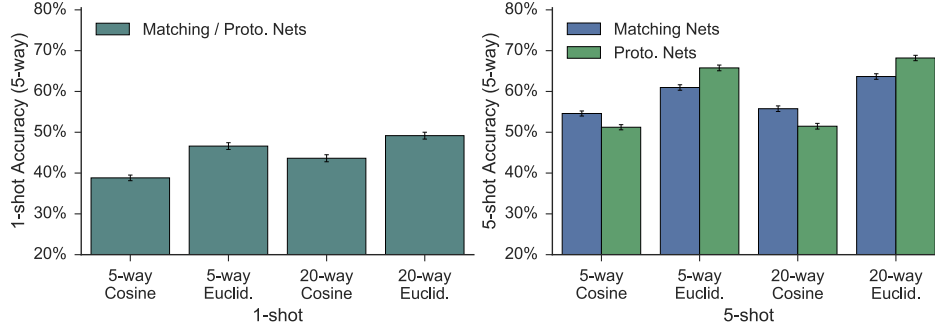 80%
70%
60%
50%
40%
30%
20%
1-shot Accuracy (5-way)
Matching / Proto. Nets
5-way Cosine
5-way Euclid.
20-way Cosine
20-way Euclid.
1-shot
80%
70%
60%
50%
40%
30%
20%
5-shot Accuracy (5-way)
Matching Nets
Proto. Nets
5-way Cosine
5-way Euclid.
20-way Cosine
20-way Euclid.
5-shot